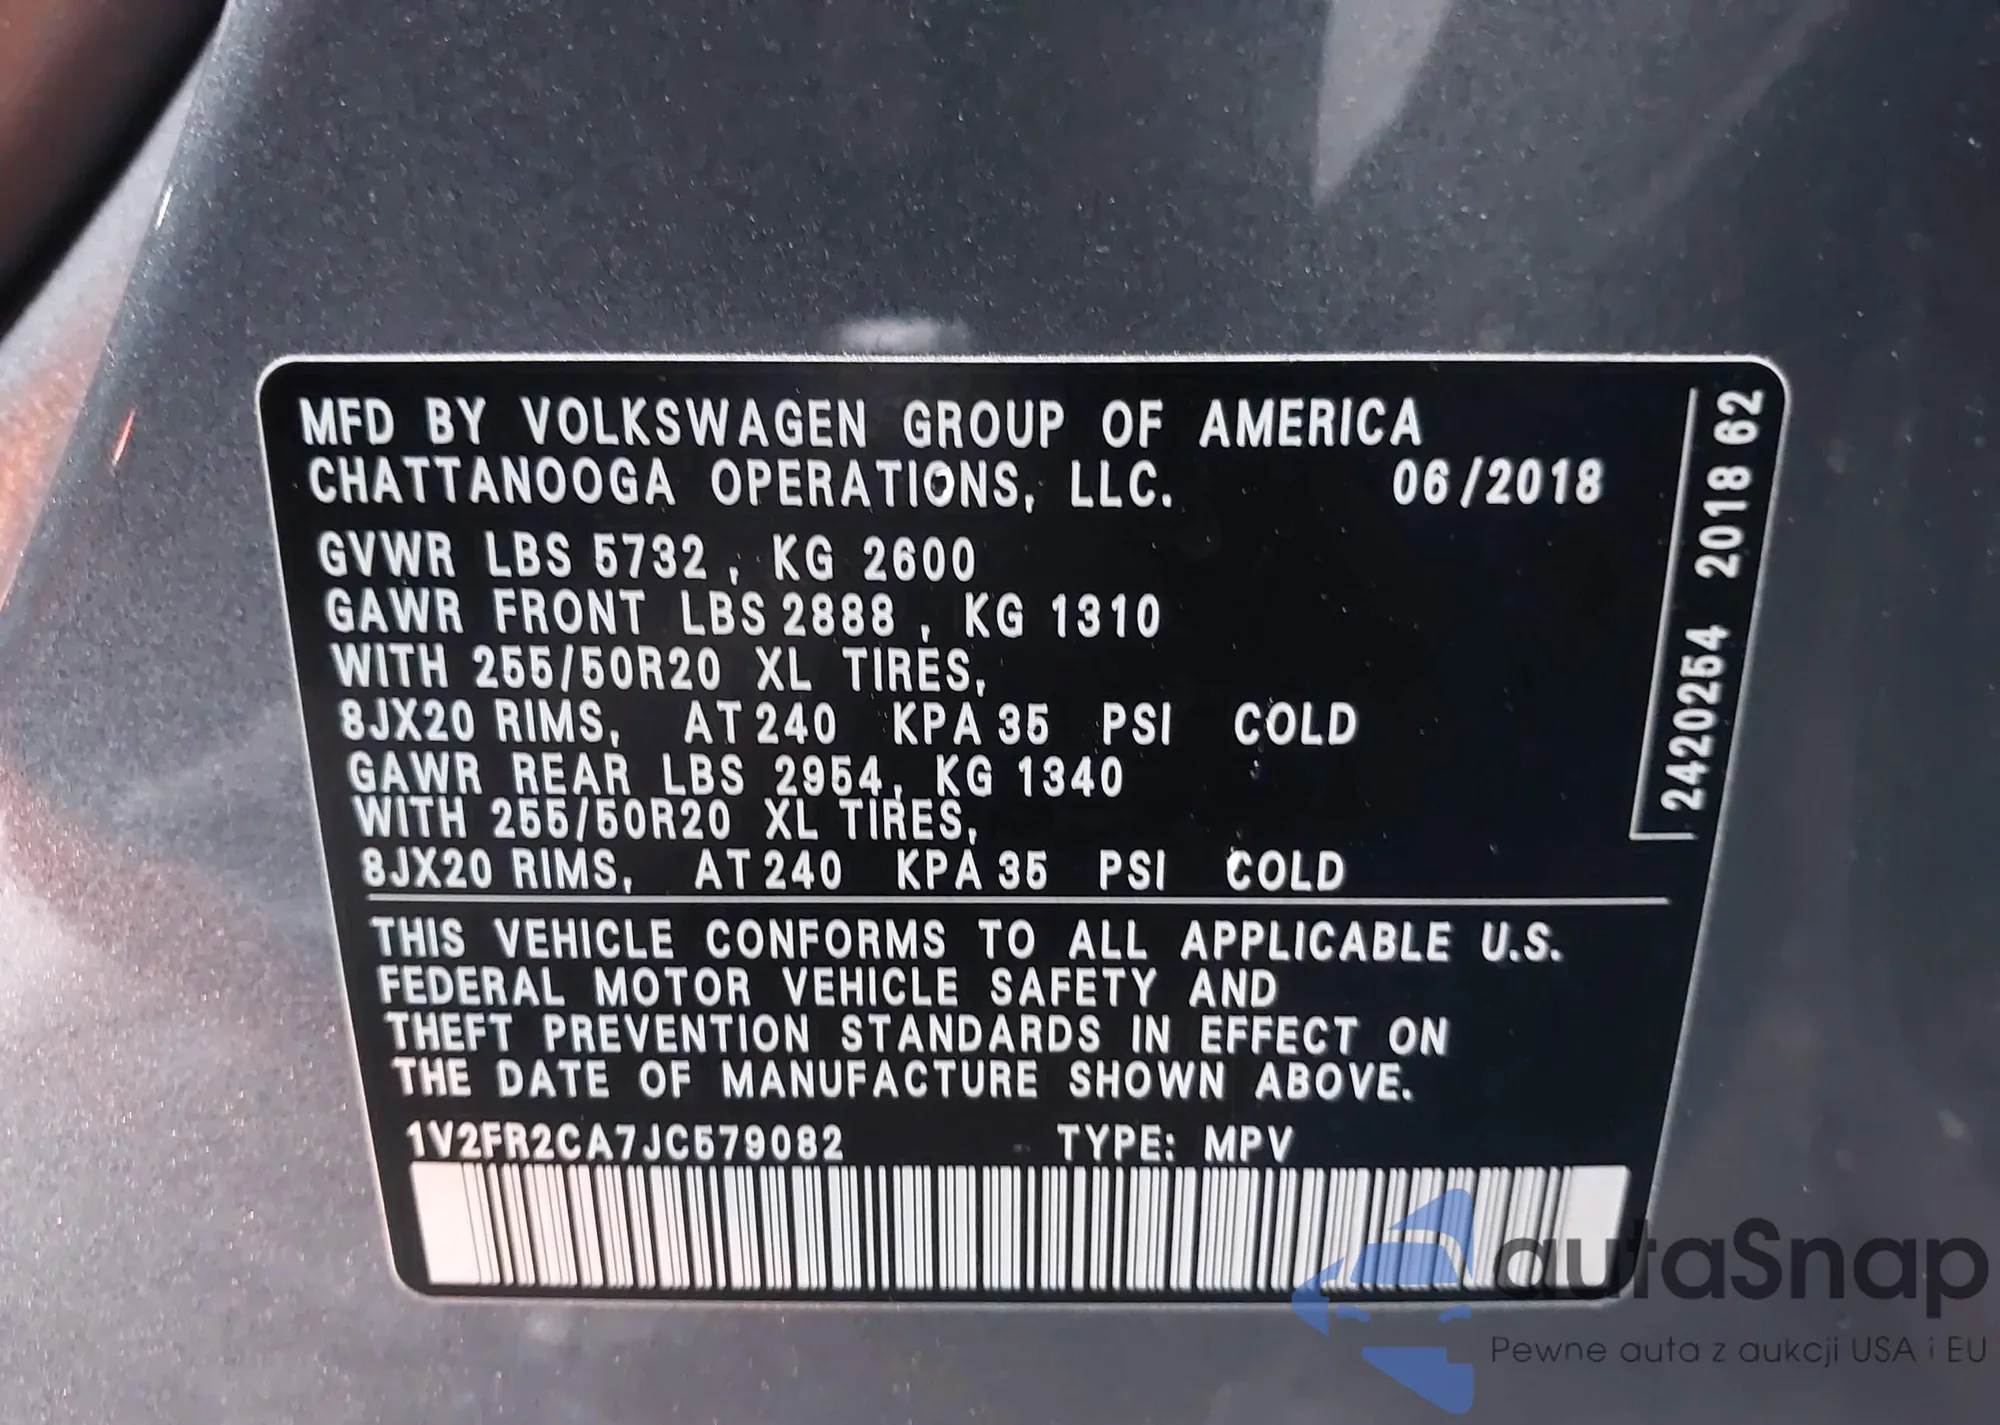 MFD BY VOLKSWAGEN GROUP OF AMERICA
CHATTANOOGA OPERATIONS, LLC. 06/2018
GVWR LBS 5732, KG 2600
GAWR FRONT LBS 2888, KG 1310
WITH 255/50R20 XL TIRES,
8JX20 RIMS, AT 240 KPA 35 PSI COLD
GAWR REAR LBS 2954, KG 1340
WITH 255/50R20 XL TIRES,
8JX20 RIMS, AT 240 KPA 35 PSI COLD
THIS VEHICLE CONFORMS TO ALL APPLICABLE U.S.
FEDERAL MOTOR VEHICLE SAFETY AND
THEFT PREVENTION STANDARDS IN EFFECT ON
THE DATE OF MANUFACTURE SHOWN ABOVE.
1V2FR2CA7JC579082 TYPE: MPV
2420254 2018 62
autaSnap
Pewne auta z aukcji USA i EU